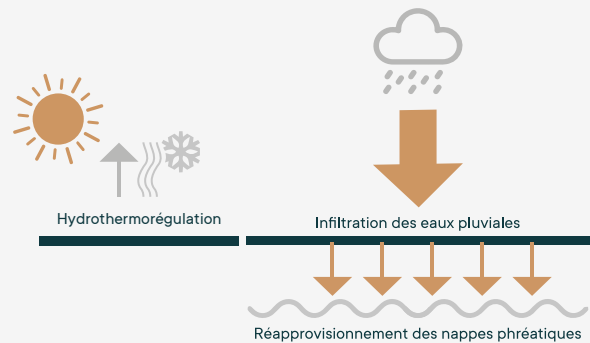 Hydrothermorégulation
Infiltration des eaux pluviales
Réapprovisionnement des nappes phréatiques